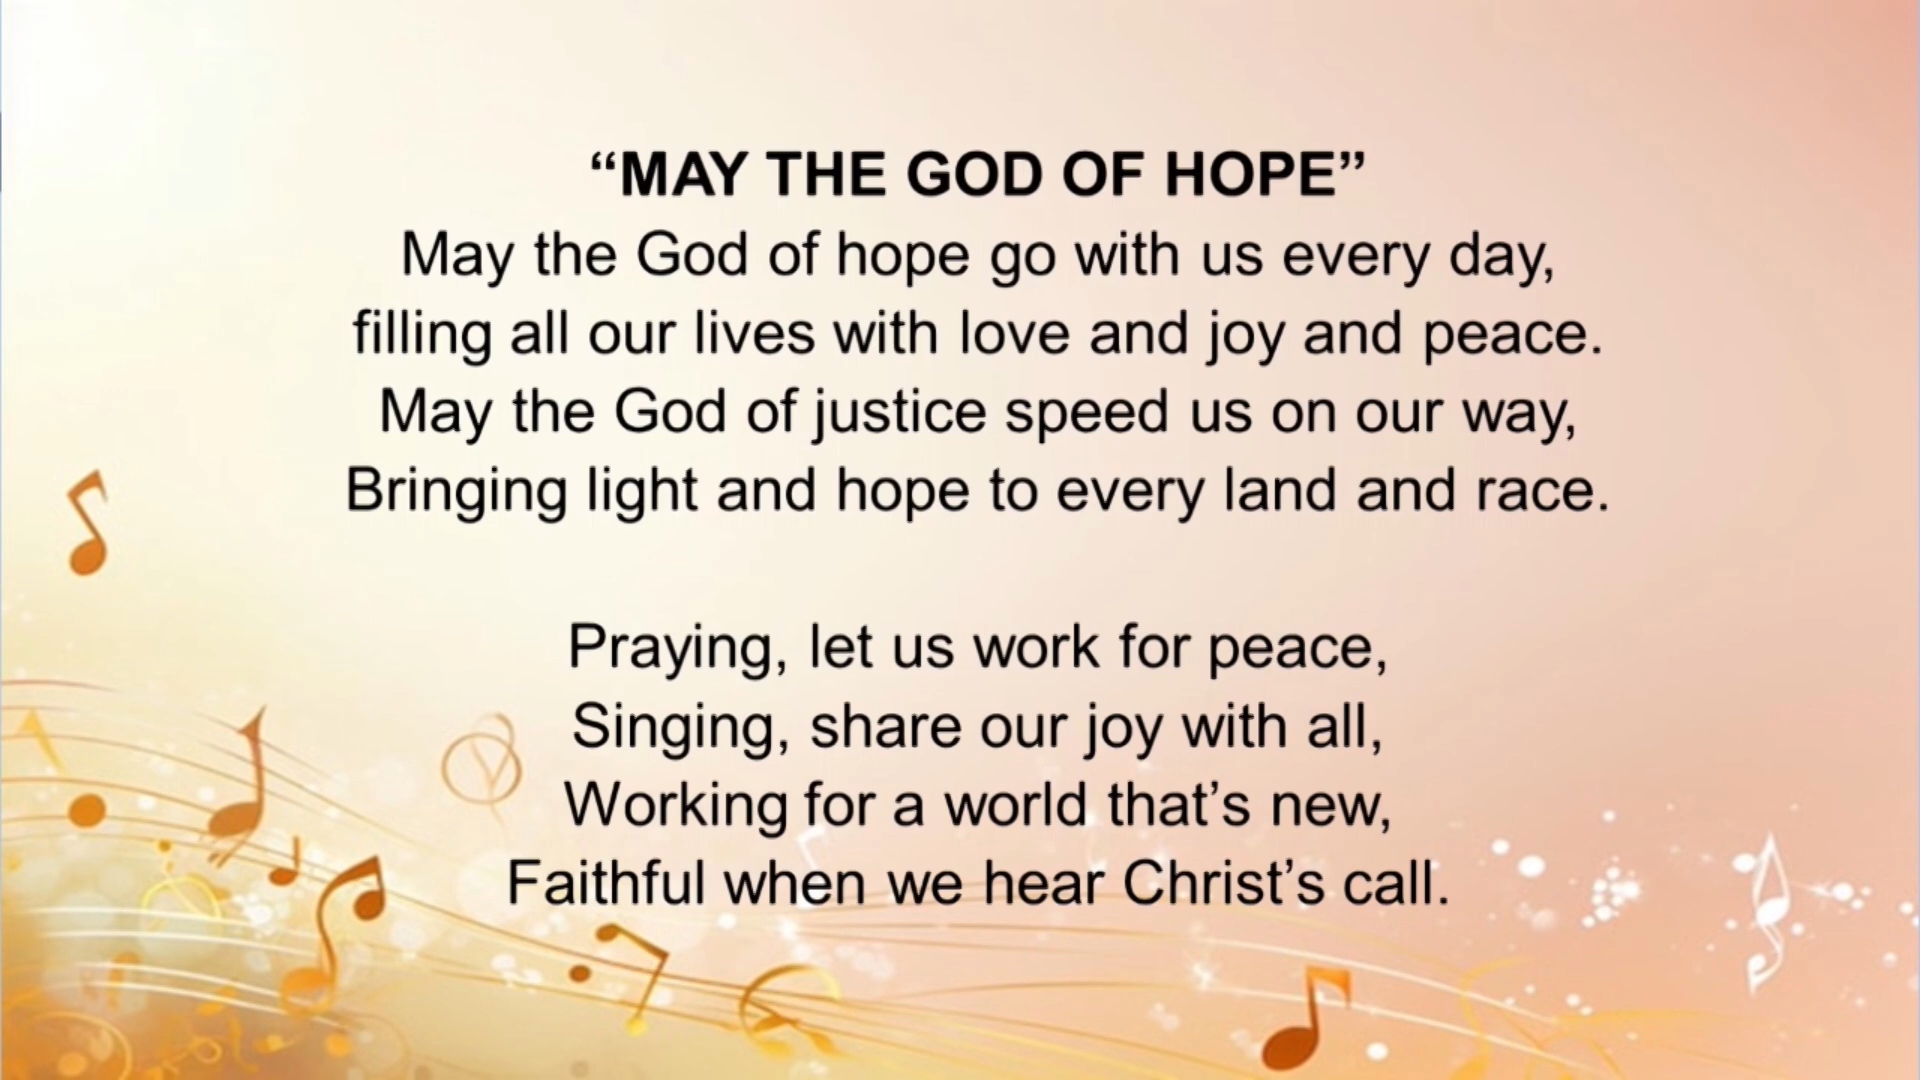 “MAY THE GOD OF HOPE”
May the God of hope go with us every day,
filling all our lives with love and joy and peace.
May the God of justice speed us on our way,
Bringing light and hope to every land and race.
Praying, let us work for peace,
Singing, share our joy with all,
Working for a world that’s new,
Faithful when we hear Christ’s call.